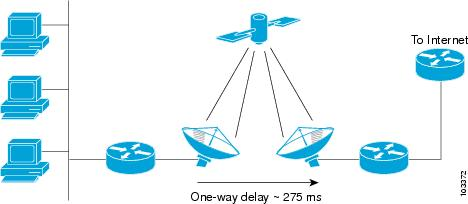 To Internet
One-way delay ~ 275 ms
103372